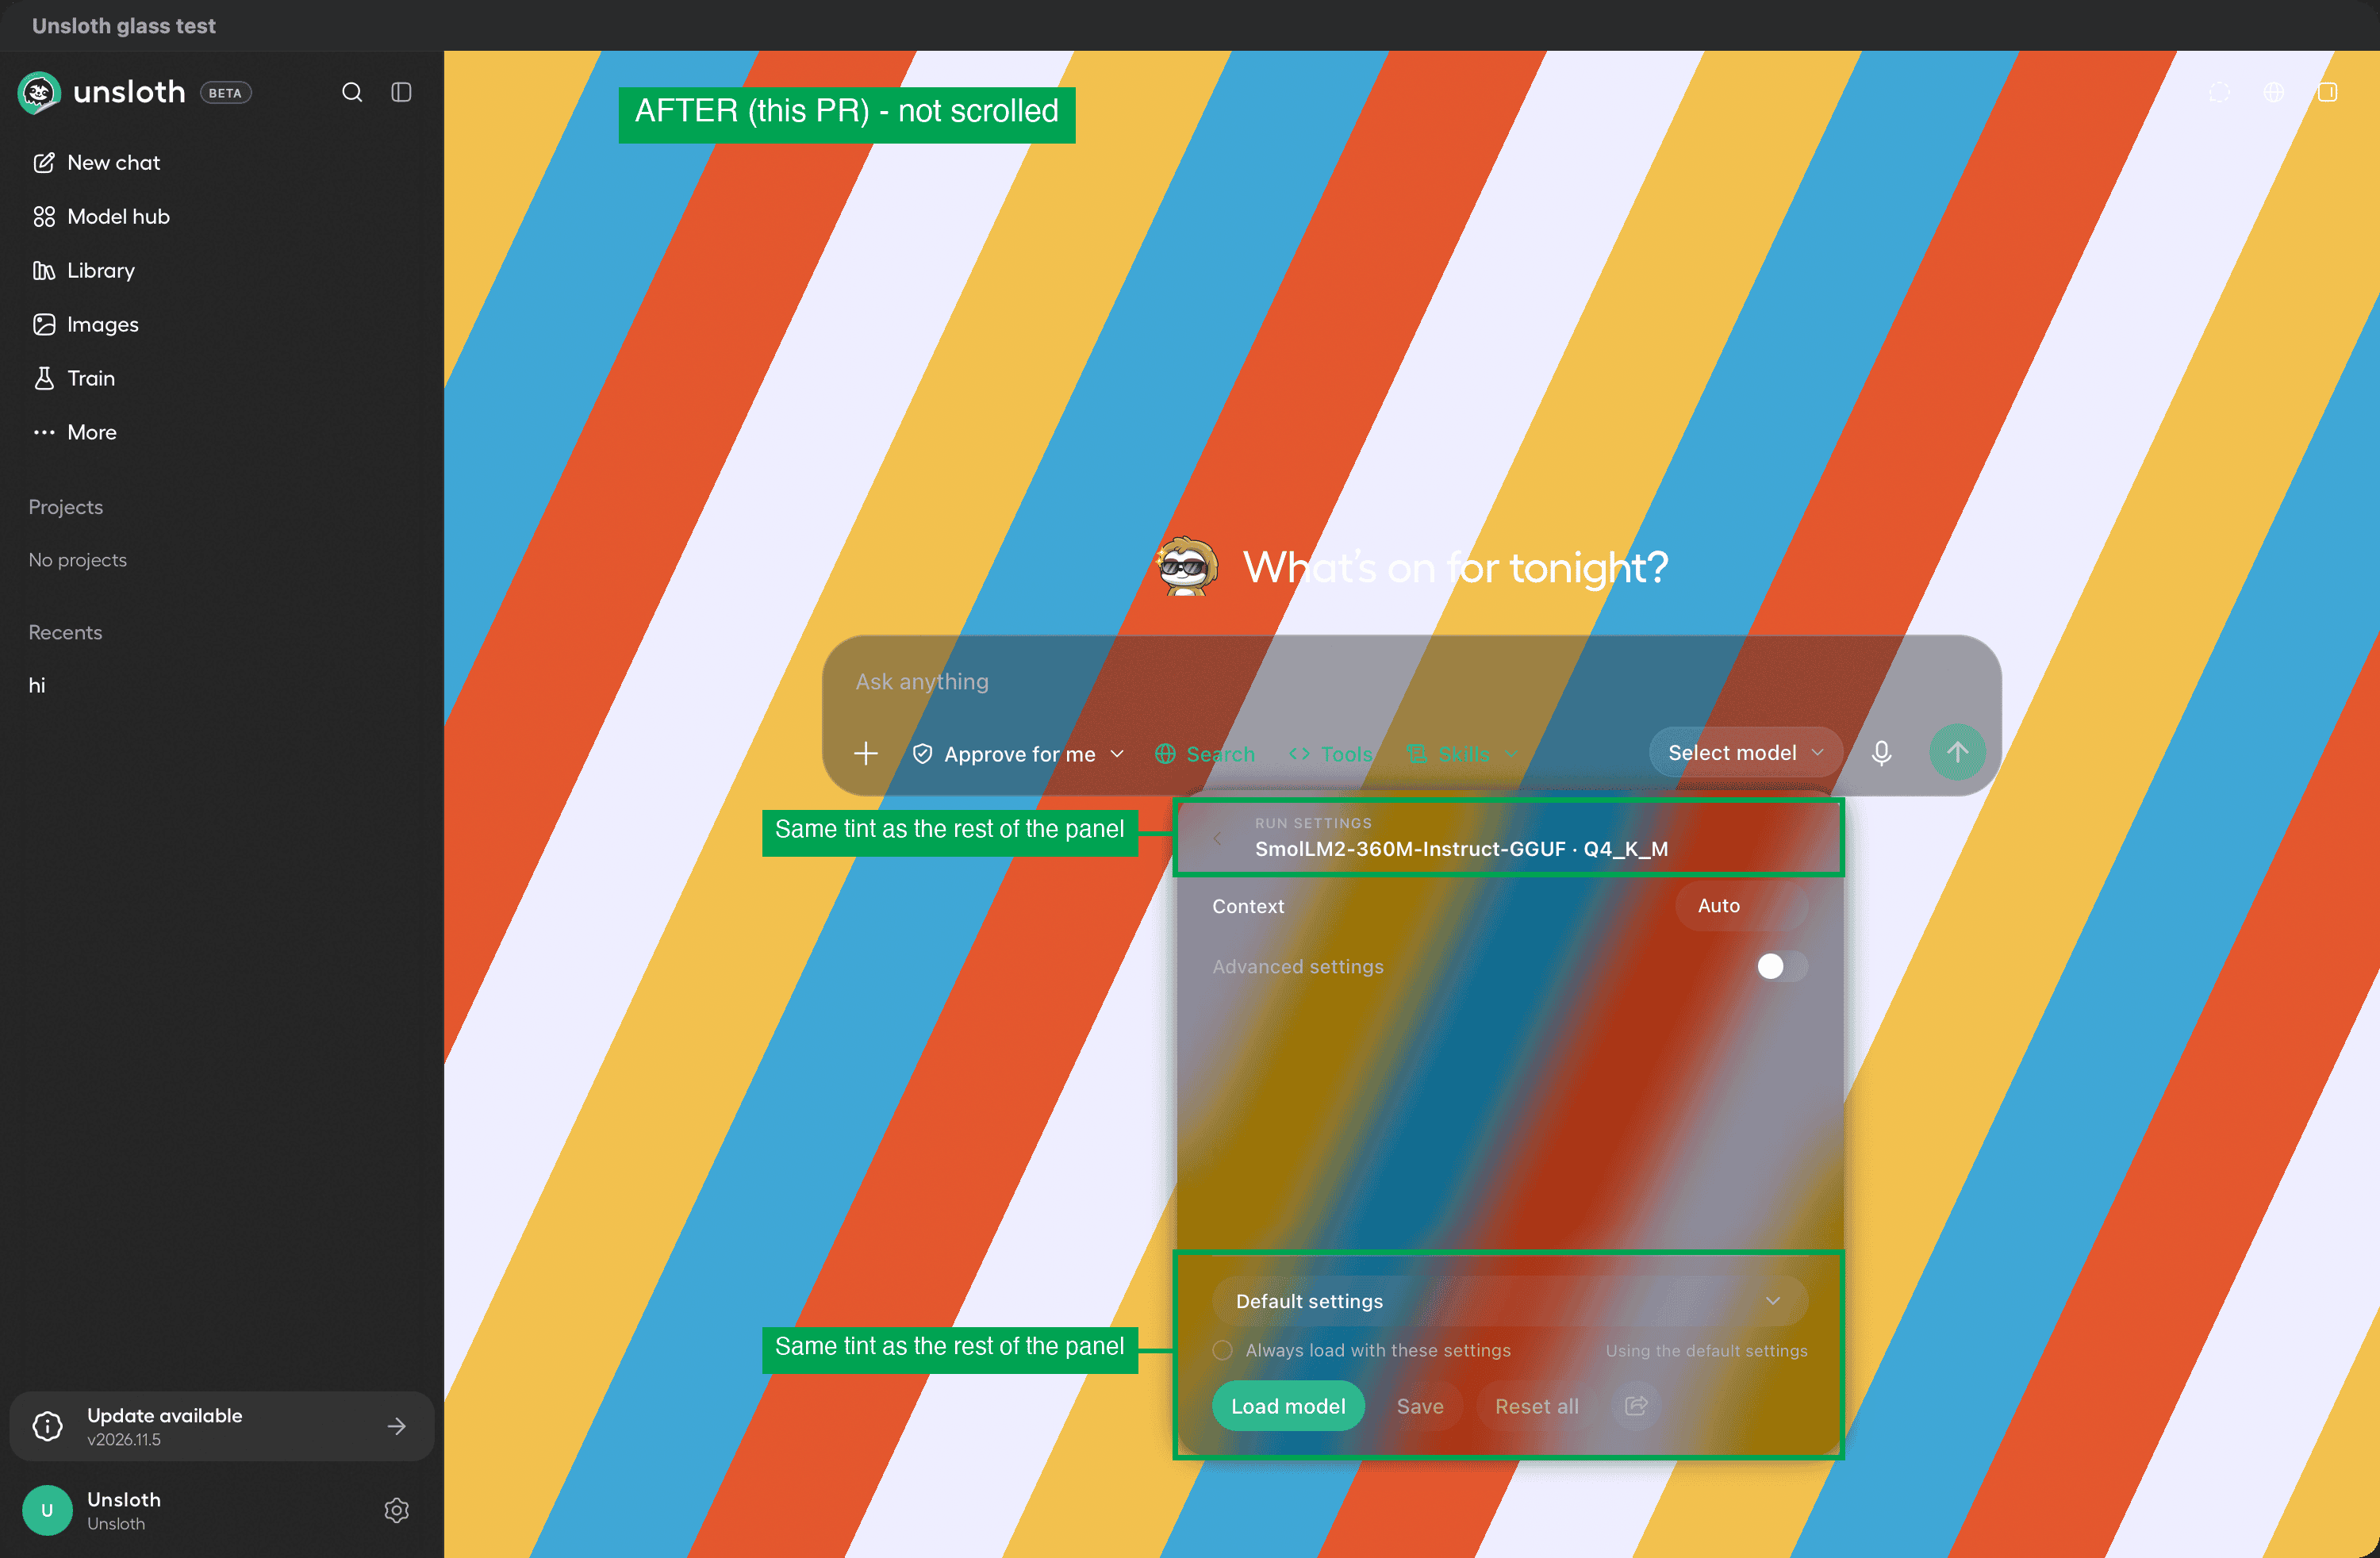 Unsloth glass test
unsloth BETA
New chat
Model hub
Library
Images
Train
More
Projects
No projects
Recents
hi
Update available
v2026.11.5
U
Unsloth
Unsloth
AFTER (this PR) - not scrolled
What's on for tonight?
Ask anything
Approve for me Search Tools Skills Select model
Same tint as the rest of the panel
RUN SETTINGS
SmolLM2-360M-Instruct-GGUF · Q4_K_M
Context Auto
Advanced settings
Default settings
Same tint as the rest of the panel
Always load with these settings Using the default settings
Load model Save Reset all